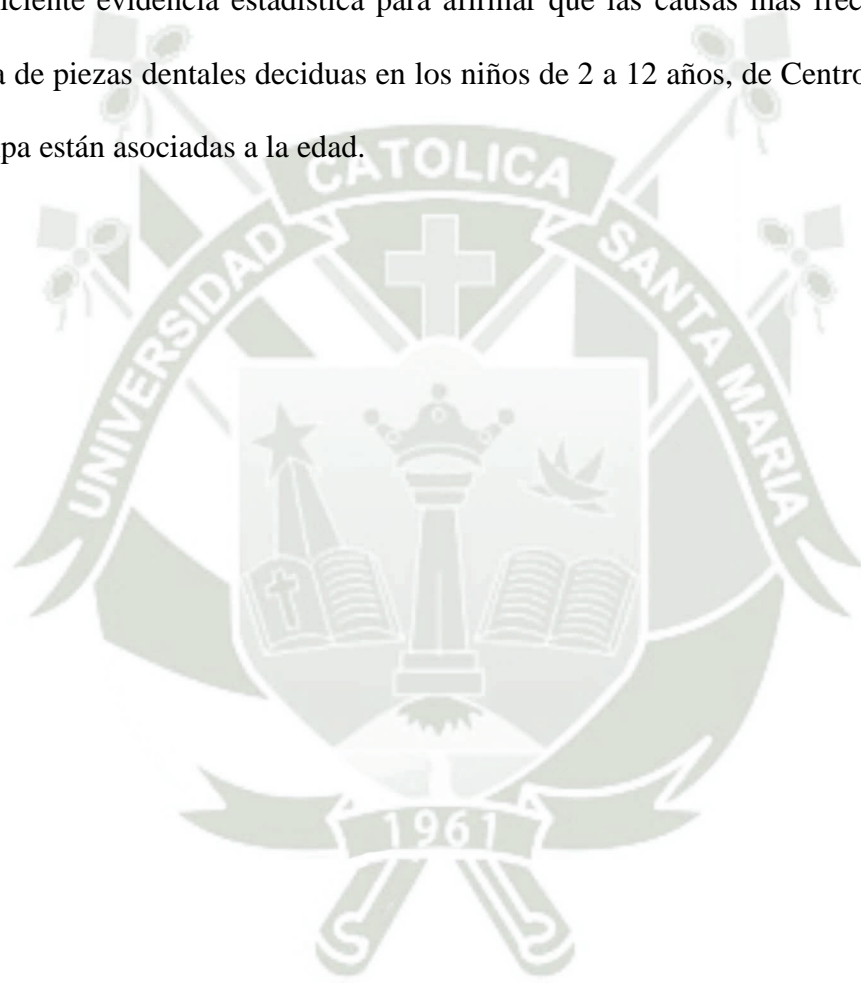 iciente evidencia estadística para afirmar que las causas más frec
a de piezas dentales deciduas en los niños de 2 a 12 años, de Centro
pa están asociadas a la edad.
CATOLICA
UNIVERSIDAD
SANTA MARIA
1961